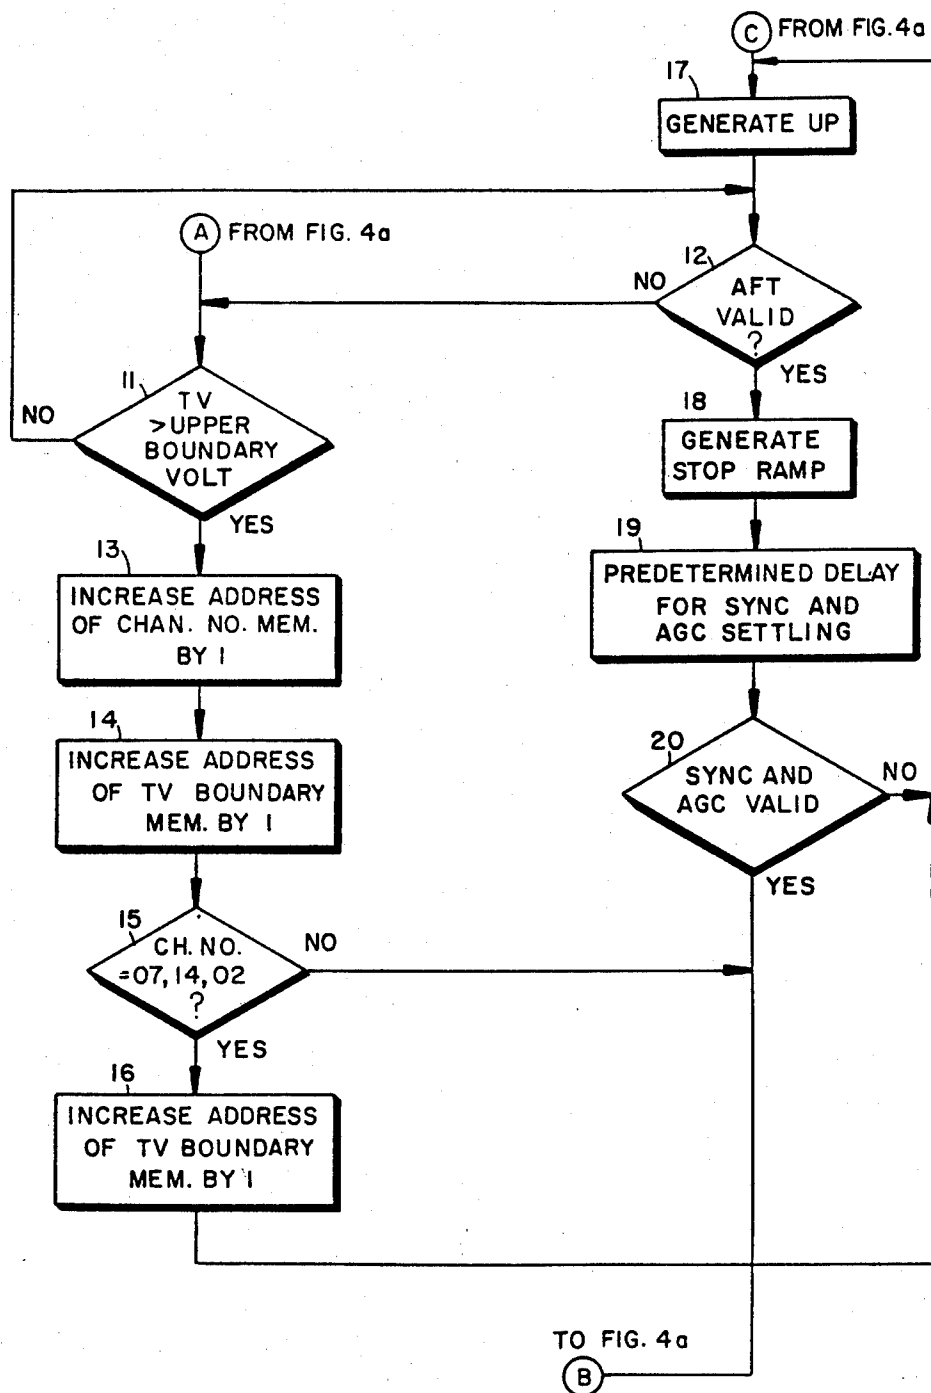 C FROM FIG. 4a
17
GENERATE UP
A FROM FIG. 4a
12
NO
AFT
VALID
?
YES
11
NO
TV
>UPPER
BOUNDARY
VOLT
YES
18
GENERATE
STOP RAMP
13
INCREASE ADDRESS
OF CHAN. NO. MEM.
BY 1
19
PREDETERMINED DELAY
FOR SYNC AND
AGC SETTLING
14
INCREASE ADDRESS
OF TV BOUNDARY
MEM. BY 1
20
SYNC AND
AGC VALID
NO
YES
15
CH. NO.
=07, 14, 02
?
NO
YES
16
INCREASE ADDRESS
OF TV BOUNDARY
MEM. BY 1
TO FIG. 4a
B